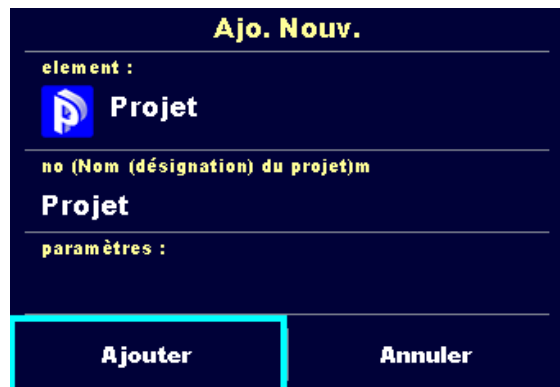 Ajo. Nouv.
element :
Projet
no (Nom (désignation) du projet)m
Projet
paramètres :
Ajouter
Annuler